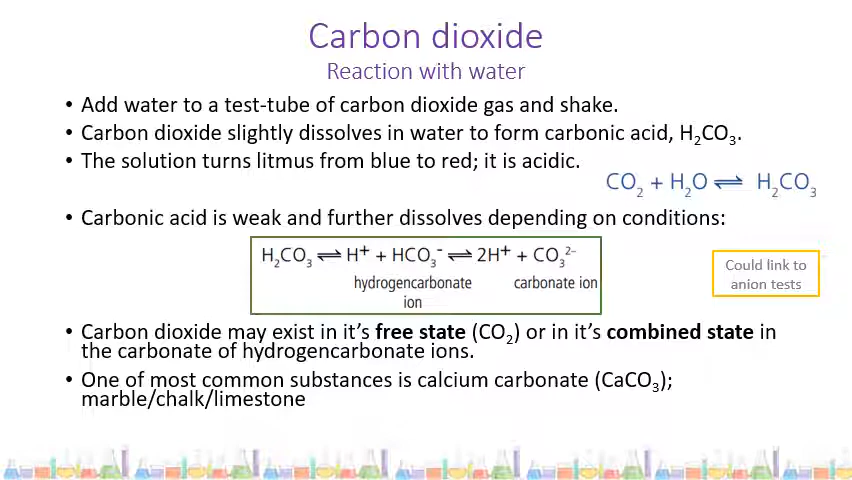 Carbon dioxide
Reaction with water
• Add water to a test-tube of carbon dioxide gas and shake.
• Carbon dioxide slightly dissolves in water to form carbonic acid, H₂CO₃.
• The solution turns litmus from blue to red; it is acidic.
CO₂ + H₂O ⇌ H₂CO₃
• Carbonic acid is weak and further dissolves depending on conditions:
H₂CO₃ ⇌ H⁺ + HCO₃⁻ ⇌ 2H⁺ + CO₃²⁻
hydrogencarbonate carbonate ion
ion
Could link to
anion tests
• Carbon dioxide may exist in it’s free state (CO₂) or in it’s combined state in
the carbonate of hydrogencarbonate ions.
• One of most common substances is calcium carbonate (CaCO₃);
marble/chalk/limestone